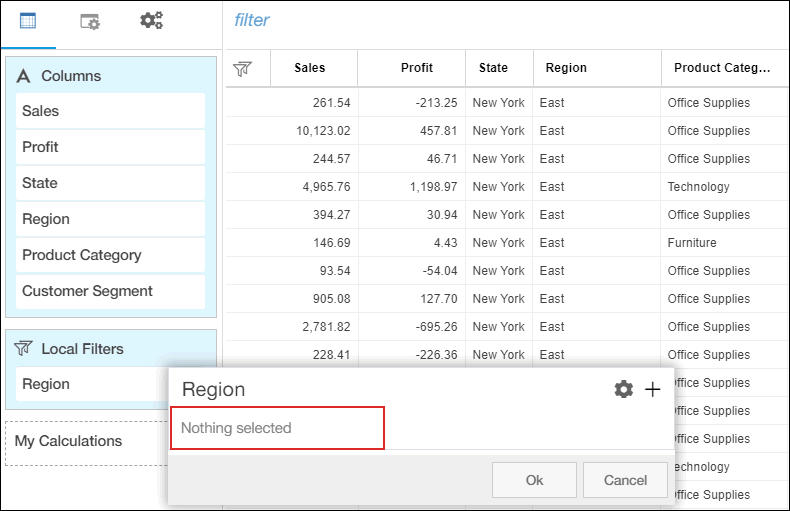 filter
Columns
Sales
Profit
State
Region
Product Category
Customer Segment
Local Filters
Region
My Calculations
Sales Profit State Region Product Categ...
261.54 -213.25 New York East Office Supplies
10,123.02 457.81 New York East Office Supplies
244.57 46.71 New York East Office Supplies
4,965.76 1,198.97 New York East Technology
394.27 30.94 New York East Office Supplies
146.69 4.43 New York East Furniture
93.54 -54.04 New York East Office Supplies
905.08 127.70 New York East Office Supplies
2,781.82 -695.26 New York East Office Supplies
228.41 -226.36 New York East Office Supplies
Supplies
Supplies
Supplies
Supplies
Region
Nothing selected
Ok Cancel